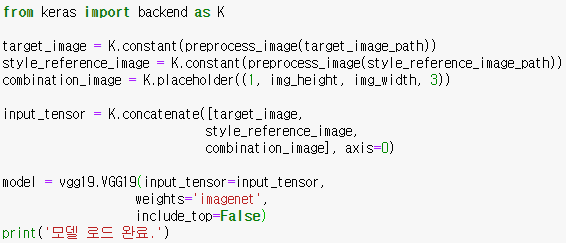 from keras import backend as K
target_image = K.constant(preprocess_image(target_image_path))
style_reference_image = K.constant(preprocess_image(style_reference_image_path))
combination_image = K.placeholder((1, img_height, img_width, 3))
input_tensor = K.concatenate([target_image,
style_reference_image,
combination_image], axis=0)
model = vgg19.VGG19(input_tensor=input_tensor,
weights='imagenet',
include_top=False)
print('모델 로드 완료.')